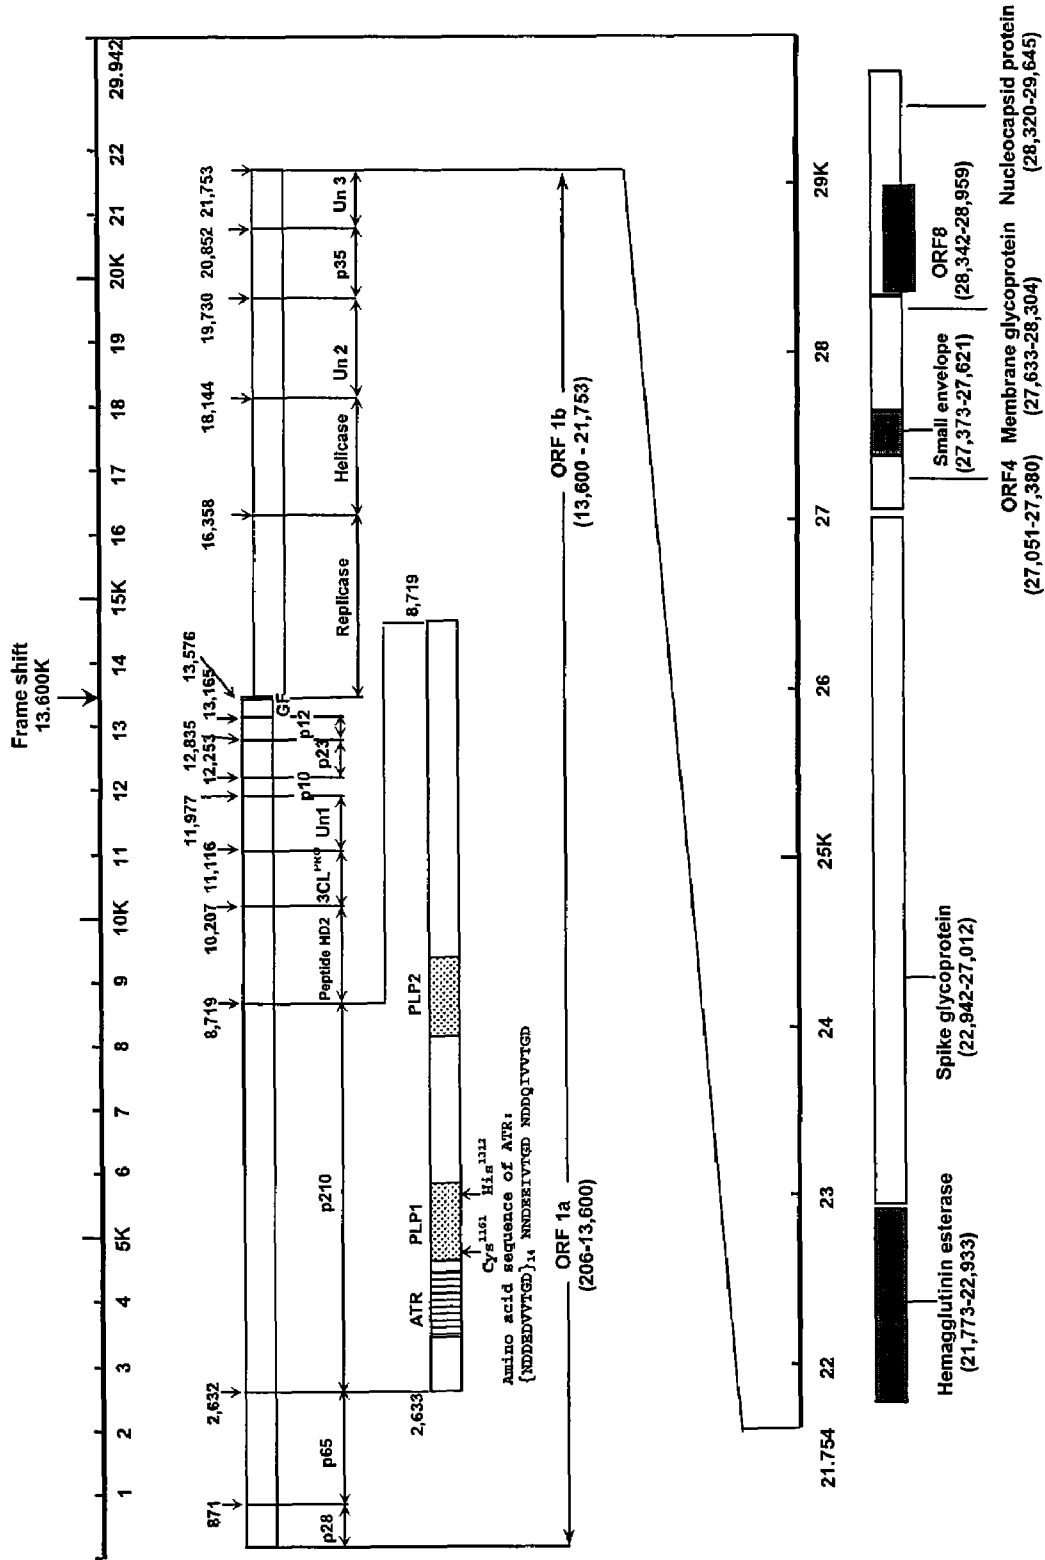 Frame shift
13.600K
1
2
3
4
5K
6
7
8
9
10K
11
12
13
14
15K
16
17
18
19
20K
21
22
29.942
871
2,632
8,719
10,207
11,116
11,977
12,253
12,835
13,165
13,576
16,358
18,144
19,730
20,852
21,753
p28
p65
p210
Peptide HD2
3CLᴾᴿᴼ
Un1
p10
p23
p12
GF
Replicase
Helicase
Un 2
p35
Un 3
2,633
8,719
ATR
PLP1
PLP2
Cys¹¹⁶¹ His¹³¹²
Amino acid sequence of ATR:
{NDDEDVVTGD}₁₄ NNDEEIVTGD NDDQIVVTGD
ORF 1a
(206-13,600)
ORF 1b
(13,600 - 21,753)
21.754
22
23
24
25K
26
27
28
29K
Hemagglutinin esterase
(21,773-22,933)
Spike glycoprotein
(22,942-27,012)
ORF4
(27,051-27,380)
Small envelope
(27,373-27,621)
Membrane glycoprotein
(27,633-28,304)
ORF8
(28,342-28,959)
Nucleocapsid protein
(28,320-29,645)